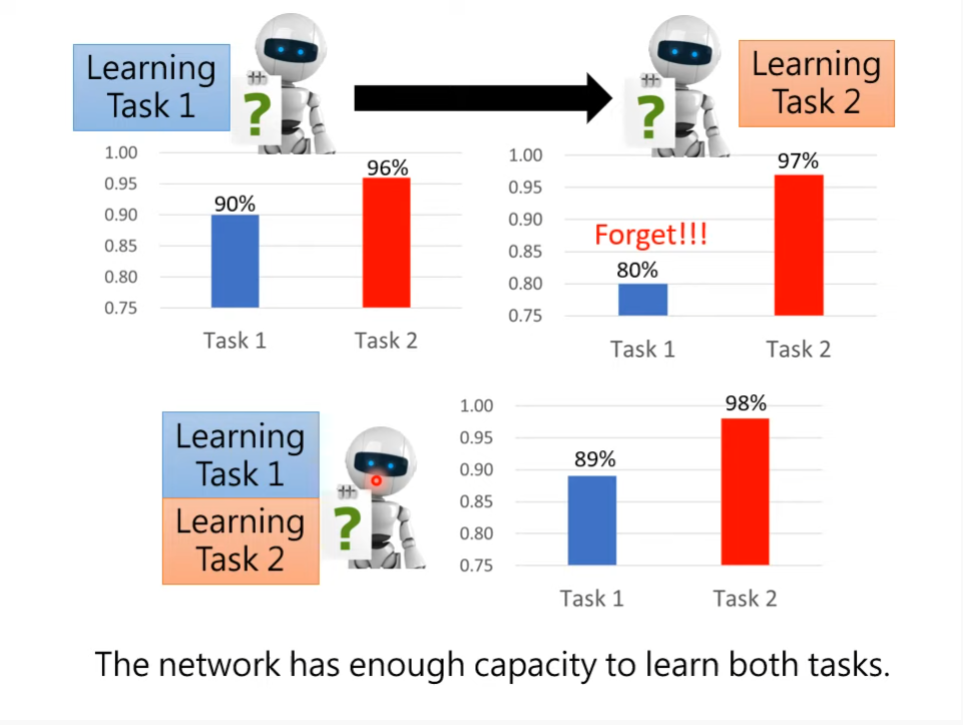 Learning
Task 1
?
?
Learning
Task 2
1.00
0.95
0.90
0.85
0.80
0.75
90%
96%
Task 1
Task 2
1.00
0.95
0.90
0.85
0.80
0.75
Forget!!!
80%
97%
Task 1
Task 2
Learning
Task 1
Learning
Task 2
?
1.00
0.95
0.90
0.85
0.80
0.75
89%
98%
Task 1
Task 2
The network has enough capacity to learn both tasks.